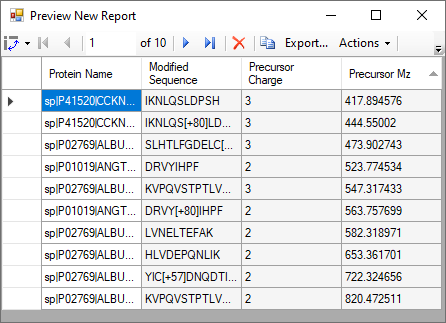 Preview New Report
1 of 10 Export... Actions
Protein Name Modified Sequence Precursor Charge Precursor Mz
sp|P41520|CCKN... IKNLQSLDPSH 3 417.894576
sp|P41520|CCKN... IKNLQS[+80]LD... 3 444.55002
sp|P02769|ALBU... SLHTLFGDELC[... 3 473.902743
sp|P01019|ANGT... DRVYIHPF 2 523.774534
sp|P02769|ALBU... KVPQVSTPTLV... 3 547.317433
sp|P01019|ANGT... DRVY[+80]IHPF 2 563.757699
sp|P02769|ALBU... LVNELTEFAK 2 582.318971
sp|P02769|ALBU... HLVDEPQNLIK 2 653.361701
sp|P02769|ALBU... YIC[+57]DNQDTI... 2 722.324656
sp|P02769|ALBU... KVPQVSTPTLV... 2 820.472511